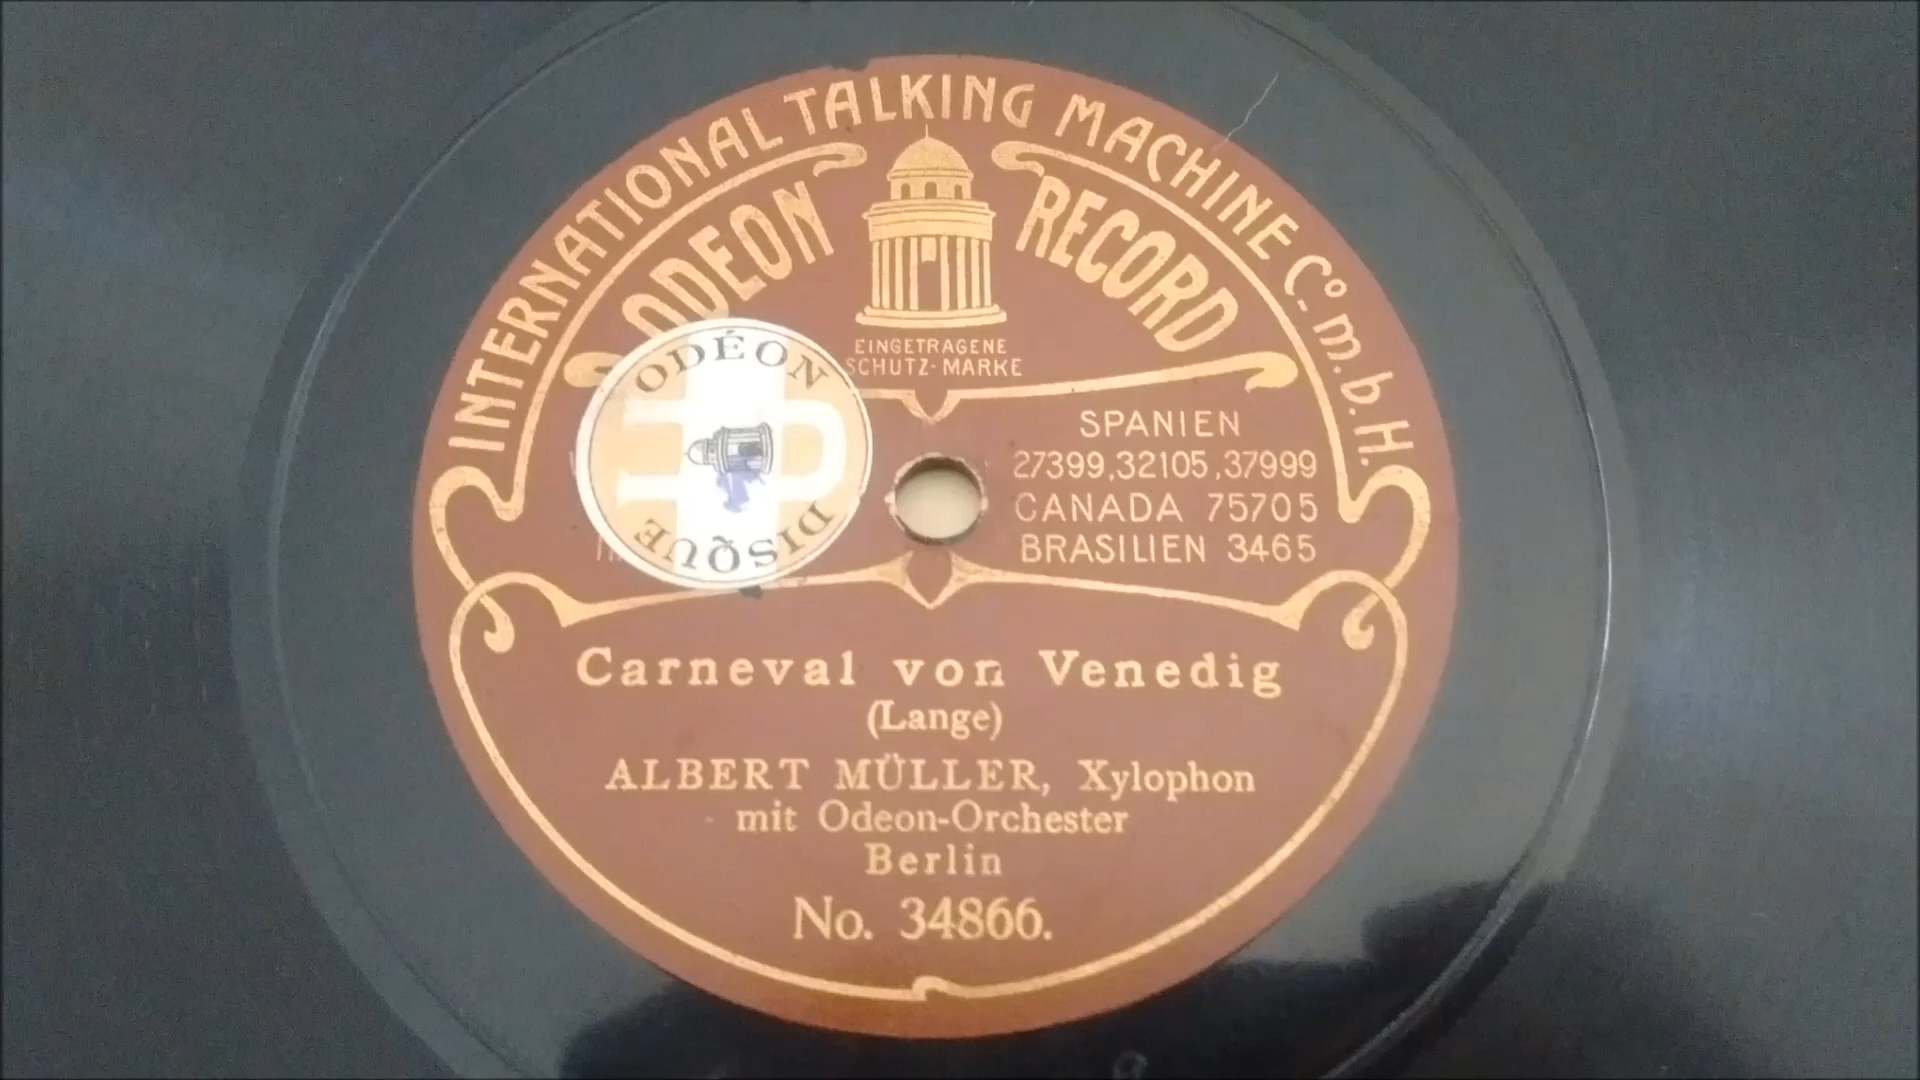 INTERNATIONAL TALKING MACHINE Co. m.b.H.
ODEON RECORD
EINGETRAGENE
SCHUTZ-MARKE
ODÉON
DISQUE
SPANIEN
27399,32105,37999
CANADA 75705
BRASILIEN 3465
Carneval von Venedig
(Lange)
ALBERT MÜLLER, Xylophon
mit Odeon-Orchester
Berlin
No. 34866.